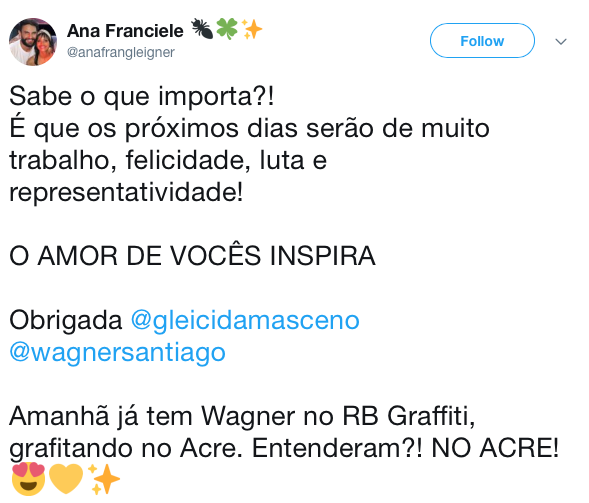 Ana Franciele 🐜🍀✨
@anafrangleigner
Follow
Sabe o que importa?!
É que os próximos dias serão de muito
trabalho, felicidade, luta e
representatividade!
O AMOR DE VOCÊS INSPIRA
Obrigada @gleicidamasceno
@wagnersantiago
Amanhã já tem Wagner no RB Graffiti,
grafitando no Acre. Entenderam?! NO ACRE!
😍💛✨